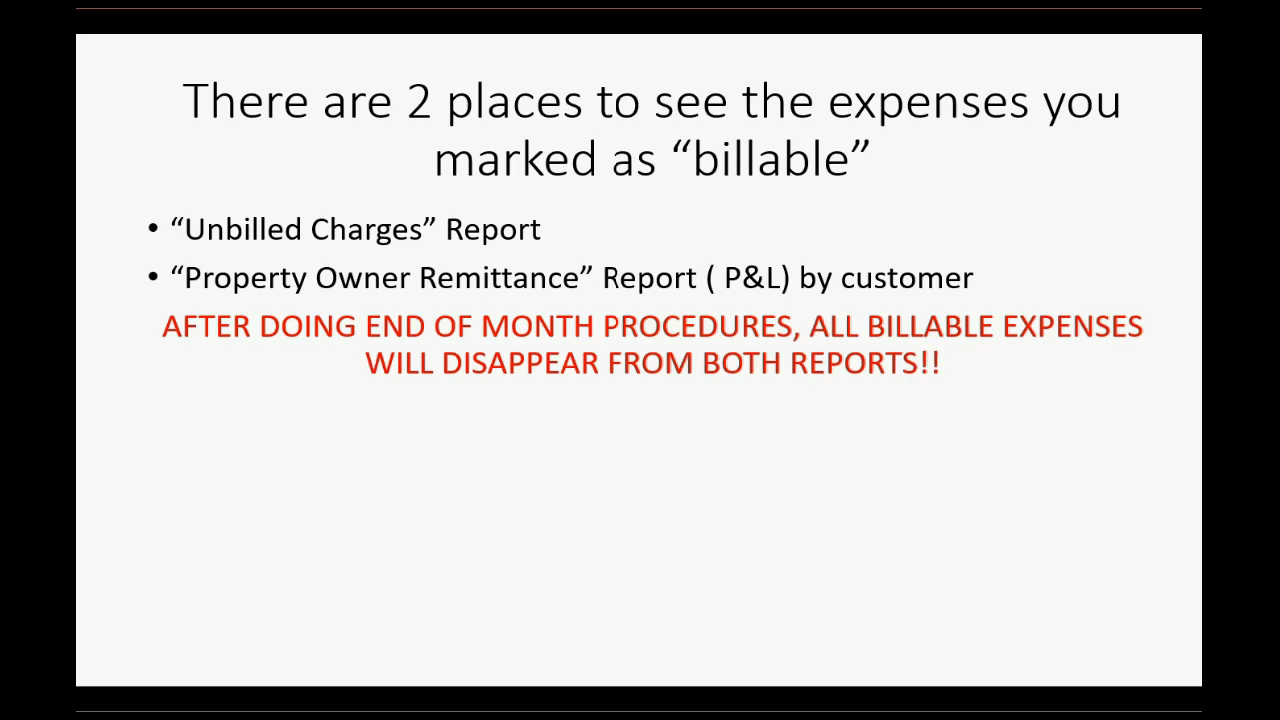 There are 2 places to see the expenses you
marked as “billable”
• “Unbilled Charges” Report
• “Property Owner Remittance” Report ( P&L) by customer
AFTER DOING END OF MONTH PROCEDURES, ALL BILLABLE EXPENSES
WILL DISAPPEAR FROM BOTH REPORTS!!